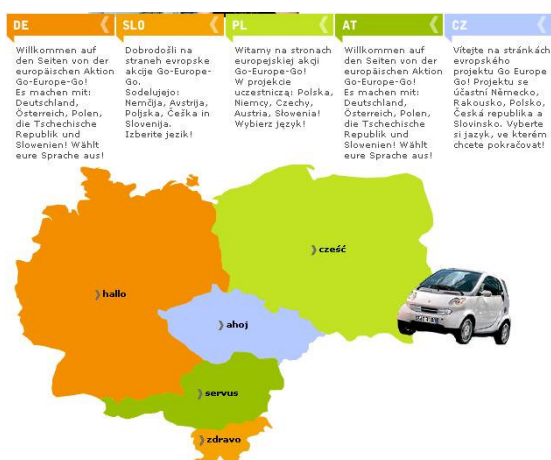 DE
Willkommen auf
den Seiten von der
europäischen Aktion
Go-Europe-Go!
Es machen mit:
Deutschland,
Österreich, Polen,
die Tschechische
Republik und
Slovenien! Wählt
eure Sprache aus!
SLO
Dobrodošli na
straneh evropske
akcije Go-Europe-
Go.
Sodelujejo:
Nemčija, Avstrija,
Poljska, Češka in
Slovenija.
Izberite jezik!
PL
Witamy na stronach
europejskiej akcji
Go-Europe-Go!
W projekcie
uczestniczą: Polska,
Niemcy, Czechy,
Austria, Słowenia!
Wybierz język!
AT
Willkommen auf
den Seiten von der
europäischen Aktion
Go-Europe-Go!
Es machen mit:
Deutschland,
Österreich, Polen,
die Tschechische
Republik und
Slovenien! Wählt
eure Sprache aus!
CZ
Vítejte na stránkách
evropského
projektu Go Europe
Go! Projektu se
účastní Německo,
Rakousko, Polsko,
Česká republika a
Slovinsko. Vyberte
si jazyk, ve kterém
chcete pokračovat!
cześć
hallo
ahoj
servus
zdravo